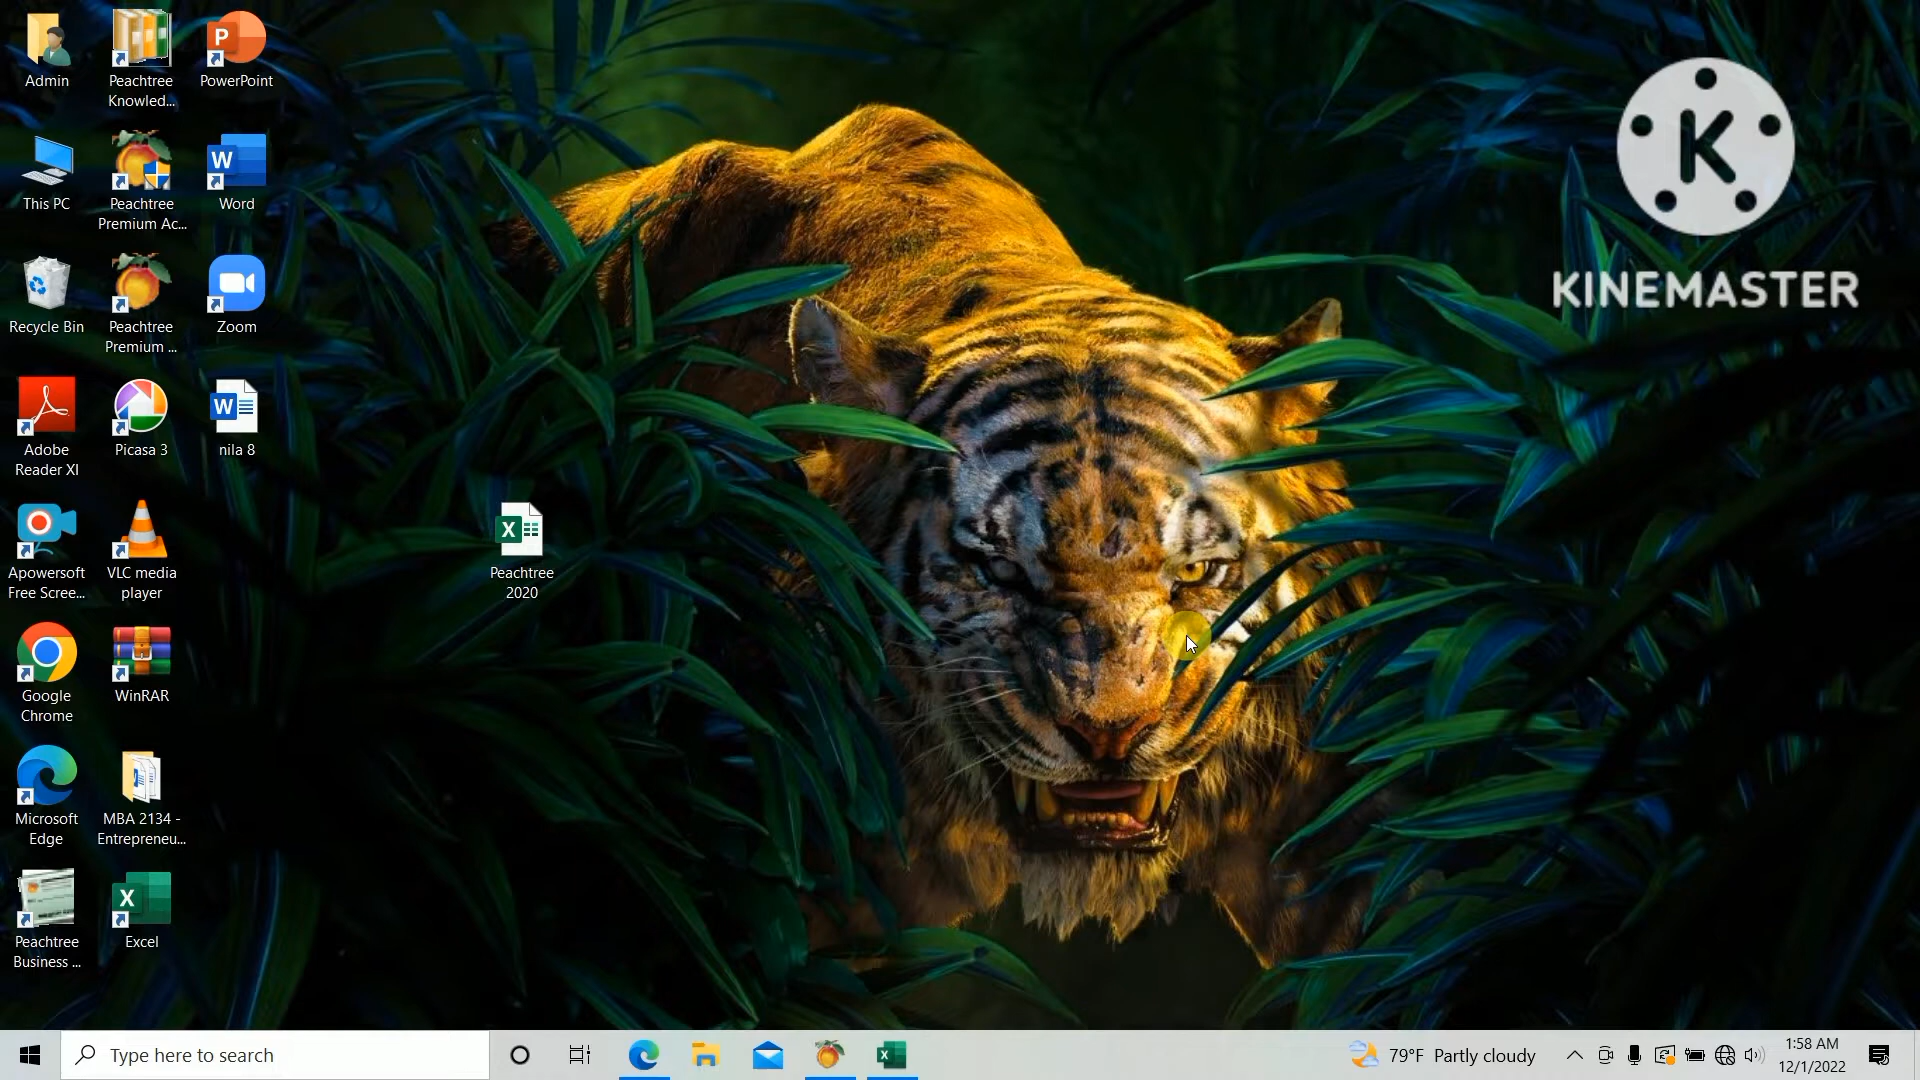 Admin
Peachtree
Knowled...
PowerPoint
This PC
Peachtree
Premium Ac...
Word
Recycle Bin
Peachtree
Premium ...
Zoom
Adobe
Reader XI
Picasa 3
nila 8
Apowersoft
Free Scree...
VLC media
player
Peachtree
2020
Google
Chrome
WinRAR
Microsoft
Edge
MBA 2134 -
Entrepreneu...
Peachtree
Business ...
Excel
K
KINEMASTER
Type here to search
79°F Partly cloudy
1:58 AM
12/1/2022